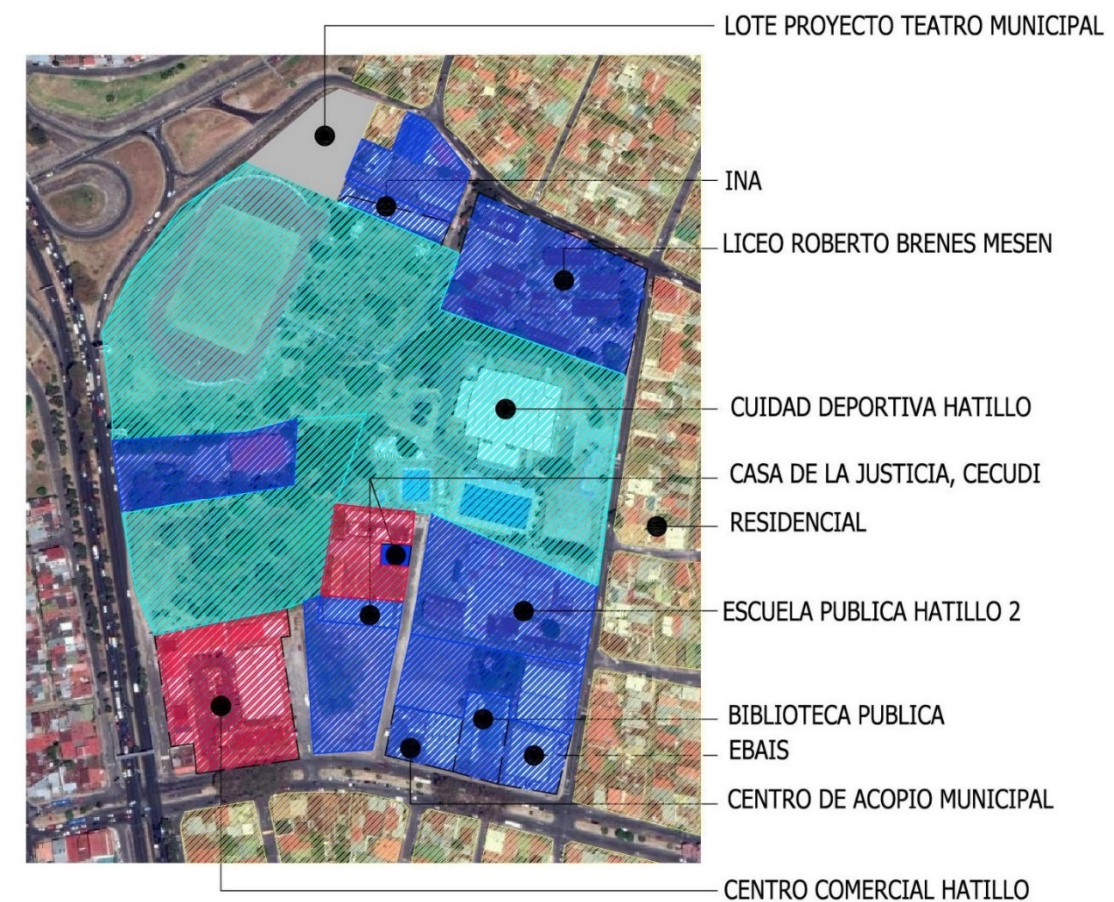 LOTE PROYECTO TEATRO MUNICIPAL
INA
LICEO ROBERTO BRENES MESEN
CUIDAD DEPORTIVA HATILLO
CASA DE LA JUSTICIA, CECUDI
RESIDENCIAL
ESCUELA PUBLICA HATILLO 2
BIBLIOTECA PUBLICA
EBAIS
CENTRO DE ACOPIO MUNICIPAL
CENTRO COMERCIAL HATILLO